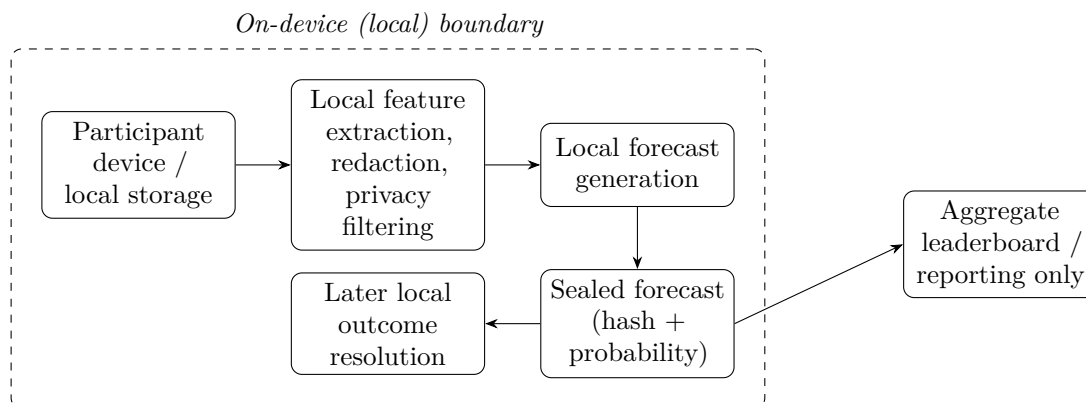 On-device (local) boundary
Participant
device /
local storage
Local feature
extraction,
redaction,
privacy
filtering
Local forecast
generation
Aggregate
leaderboard /
reporting only
Later local
outcome
resolution
Sealed forecast
(hash +
probability)